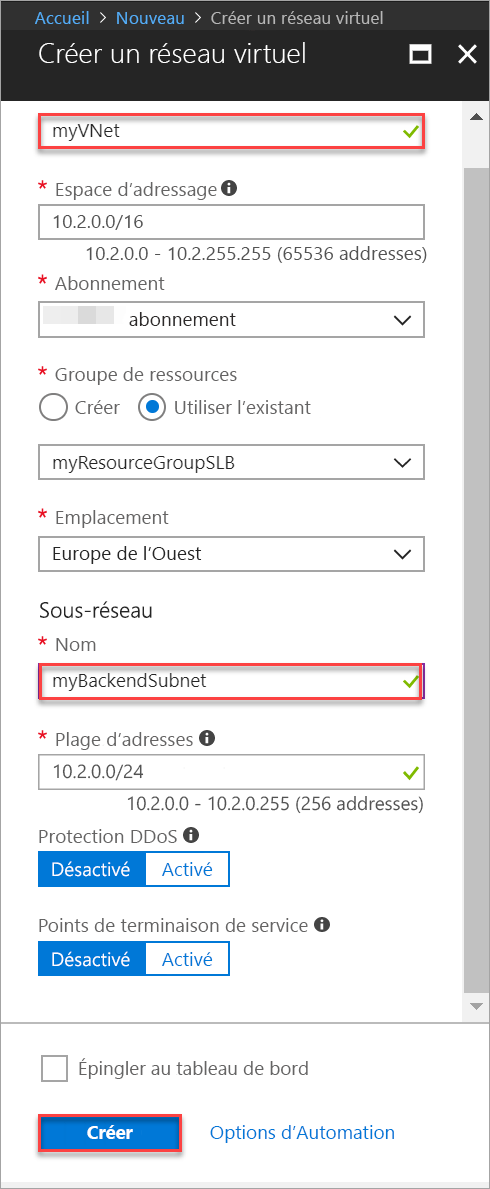 Accueil > Nouveau > Créer un réseau virtuel
Créer un réseau virtuel
myVNet
* Espace d'adressage
10.2.0.0/16
10.2.0.0 - 10.2.255.255 (65536 addresses)
* Abonnement
abonnement
* Groupe de ressources
Créer Utiliser l'existant
myResourceGroupSLB
* Emplacement
Europe de l'Ouest
Sous-réseau
* Nom
myBackendSubnet
* Plage d'adresses
10.2.0.0/24
10.2.0.0 - 10.2.0.255 (256 addresses)
Protection DDoS
Désactivé Activé
Points de terminaison de service
Désactivé Activé
Épingler au tableau de bord
Créer Options d'Automation